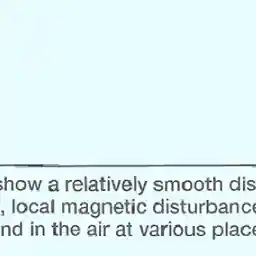 show a relatively smooth dis
, local magnetic disturbance
nd in the air at various place